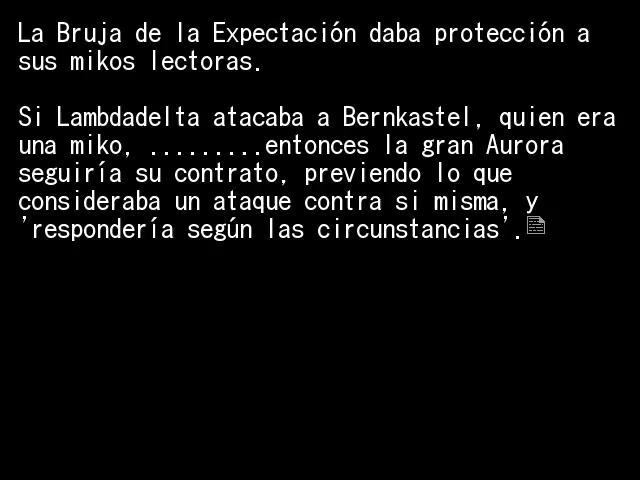 La Bruja de la Expectación daba protección a
sus mikos lectoras.
Si Lambdadelta atacaba a Bernkastel, quien era
una miko, .........entonces la gran Aurora
seguiría su contrato, previendo lo que
consideraba un ataque contra si misma, y
'respondería según las circunstancias'.